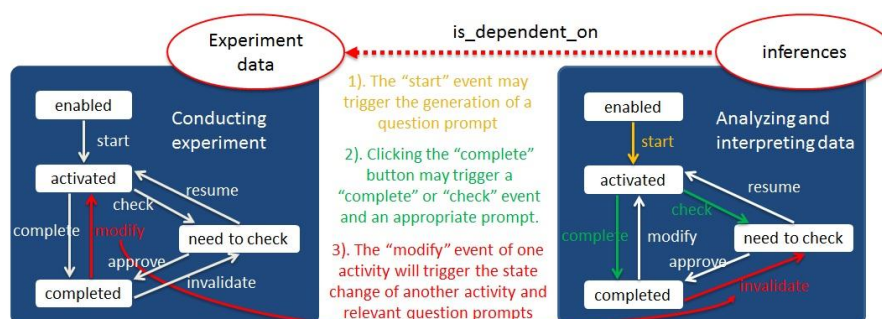 is_dependent_on
Experiment
data
inferences
enabled
Conducting
experiment
start
activated
resume
check
complete
modify
need to check
approve
invalidate
completed
1). The “start” event may
trigger the generation of a
question prompt
2). Clicking the “complete”
button may trigger a
“complete” or “check” event
and an appropriate prompt.
3). The “modify” event of one
activity will trigger the state
change of another activity and
relevant question prompts
enabled
Analyzing and
interpreting data
start
activated
resume
check
complete
modify
need to check
approve
invalidate
completed